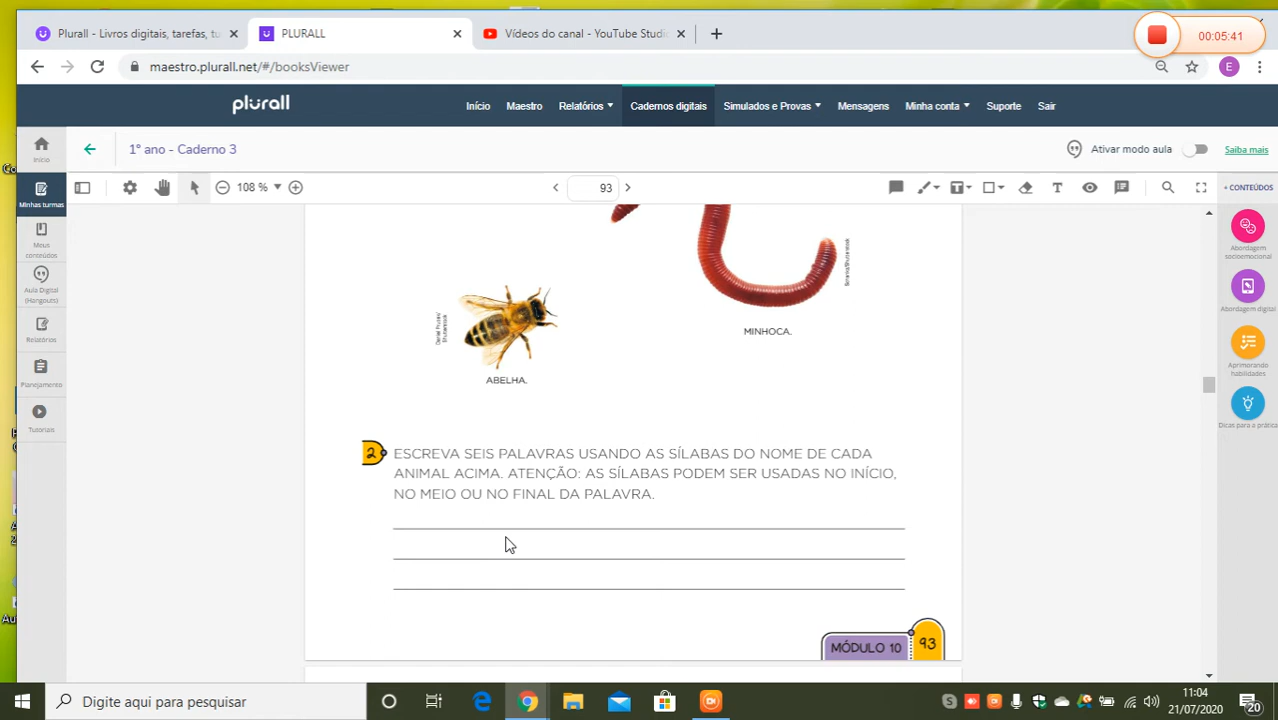 Plurall - Livros digitais, tarefas, tu
PLURALL
Vídeos do canal - YouTube Studio
00:05:41
maestro.plurall.net/#/booksViewer
E
plurall
Início
Maestro
Relatórios
Cadernos digitais
Simulados e Provas
Mensagens
Minha conta
Suporte
Sair
Início
1º ano - Caderno 3
Ativar modo aula
Saiba mais
Minhas turmas
108 %
93
+ CONTEÚDOS
Meus conteúdos
Aula Digital (Hangouts)
Relatórios
Planejamento
Tutoriais
Abordagem socioemocional
Abordagem digital
Aprimorando habilidades
Dicas para a prática
MINHOCA.
ABELHA.
2
ESCREVA SEIS PALAVRAS USANDO AS SÍLABAS DO NOME DE CADA
ANIMAL ACIMA. ATENÇÃO: AS SÍLABAS PODEM SER USADAS NO INÍCIO,
NO MEIO OU NO FINAL DA PALAVRA.
MÓDULO 10
93
Digite aqui para pesquisar
11:04
21/07/2020
20